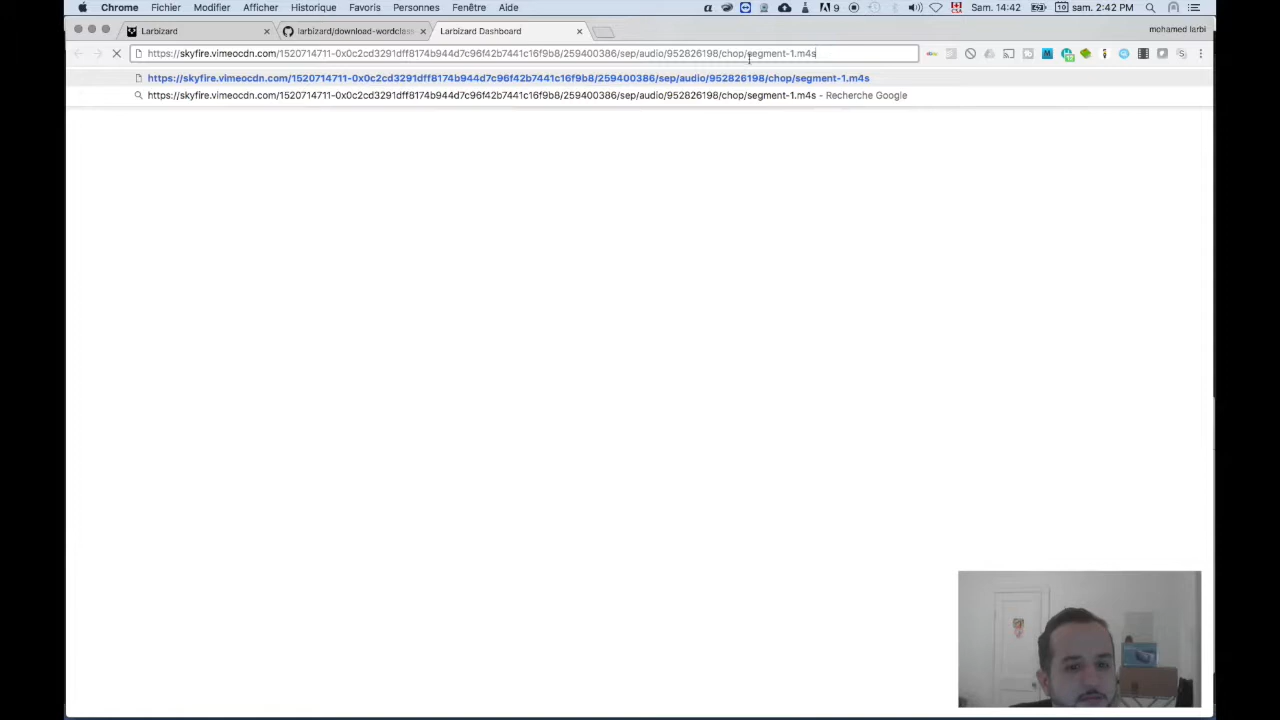 Chrome Fichier Modifier Afficher Historique Favoris Personnes Fenêtre Aide 9 Sam. 14:42 10 sam. 2:42 PM
Larbizard larbizard/download-wordclass Larbizard Dashboard mohamed larbi
https://skyfire.vimeocdn.com/1520714711-0x0c2cd3291dff8174b944d7c96f42b7441c16f9b8/259400386/sep/audio/952826198/chop/segment-1.m4s
https://skyfire.vimeocdn.com/1520714711-0x0c2cd3291dff8174b944d7c96f42b7441c16f9b8/259400386/sep/audio/952826198/chop/segment-1.m4s
https://skyfire.vimeocdn.com/1520714711-0x0c2cd3291dff8174b944d7c96f42b7441c16f9b8/259400386/sep/audio/952826198/chop/segment-1.m4s - Recherche Google